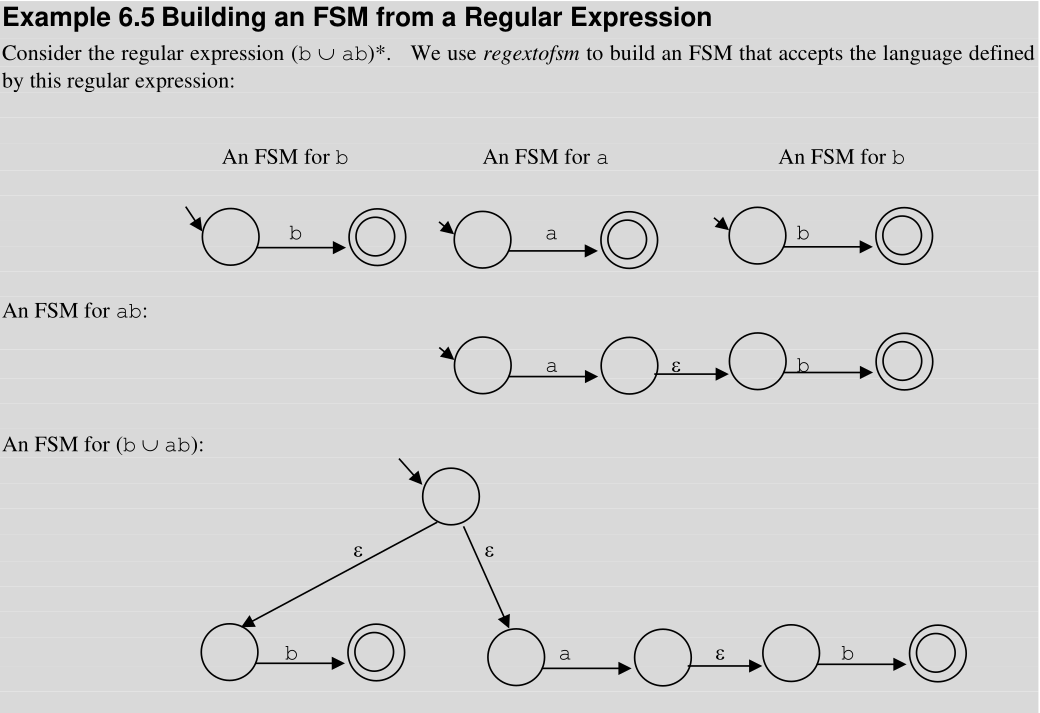 Example 6.5 Building an FSM from a Regular Expression
Consider the regular expression (b ∪ ab)*. We use regextofsm to build an FSM that accepts the language defined
by this regular expression:
An FSM for b An FSM for a An FSM for b
b a b
An FSM for ab:
a ε b
An FSM for (b ∪ ab):
ε ε
b a ε b